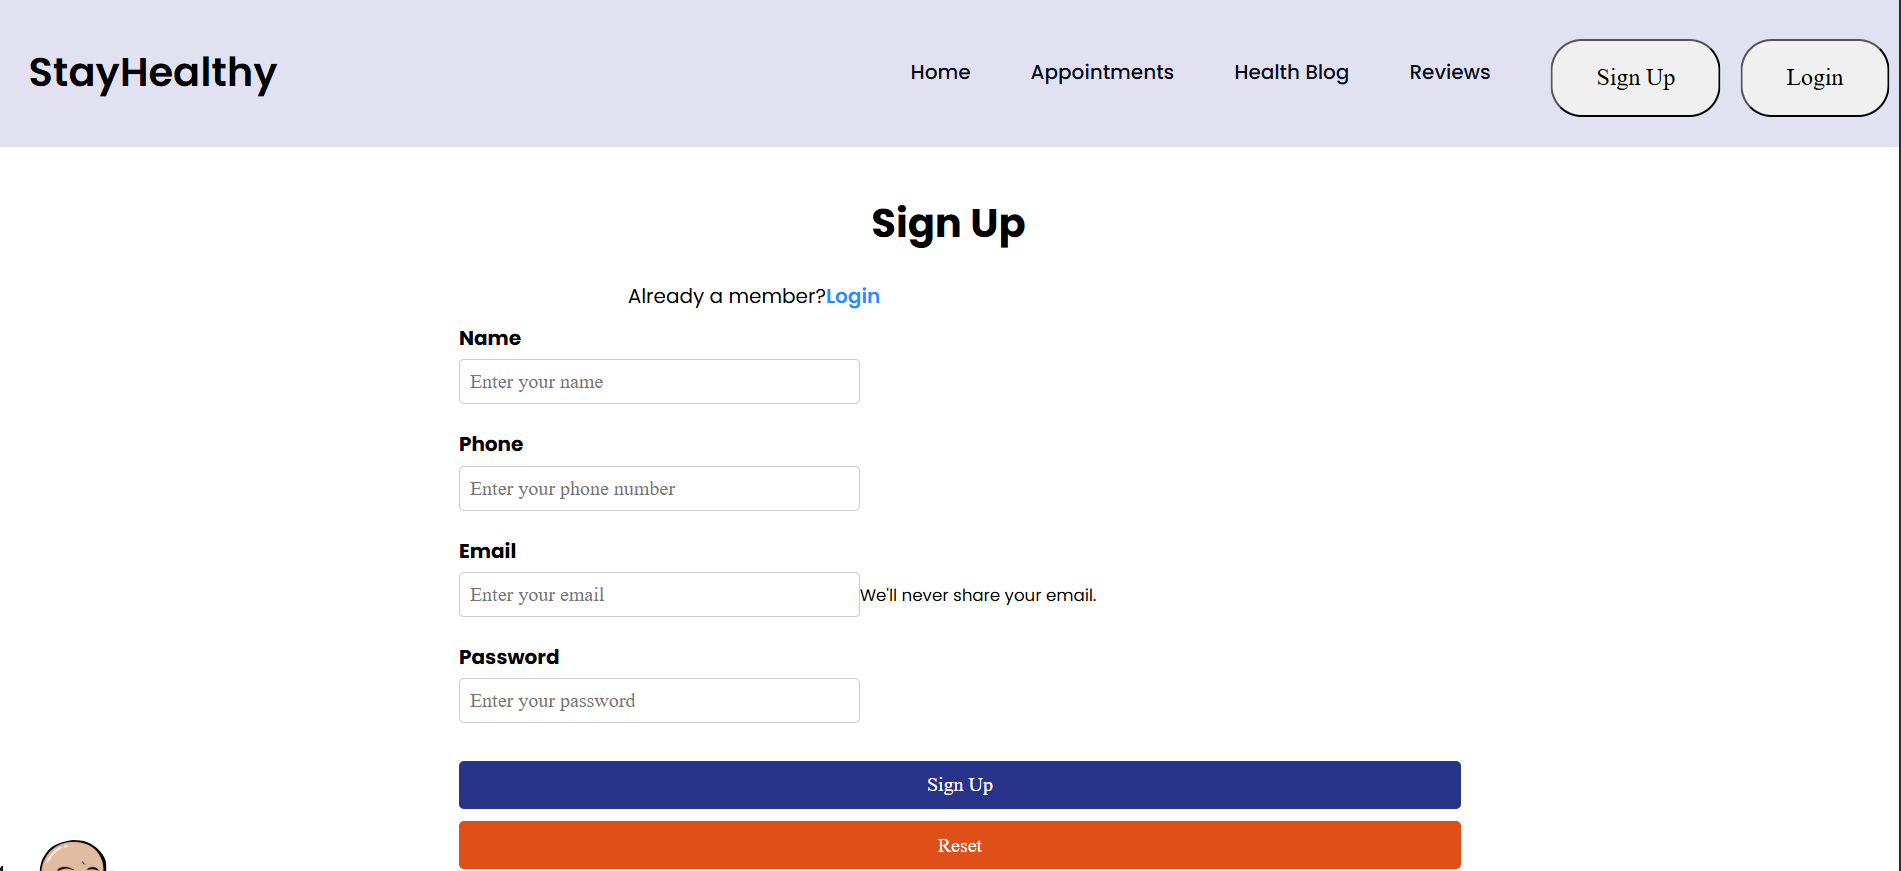 StayHealthy Home Appointments Health Blog Reviews Sign Up Login
Sign Up
Already a member?Login
Name
Enter your name
Phone
Enter your phone number
Email
Enter your email We'll never share your email.
Password
Enter your password
Sign Up
Reset